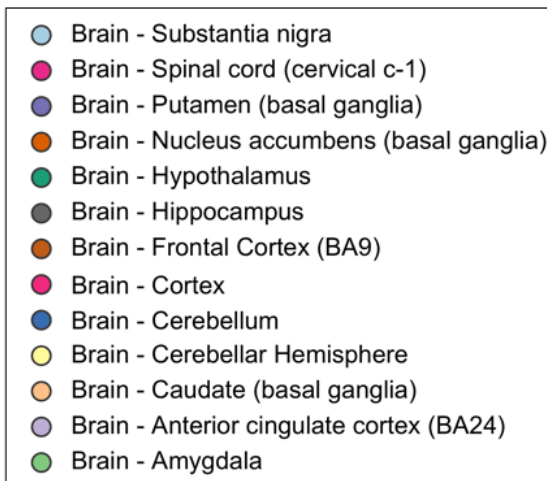 Brain - Substantia nigra
Brain - Spinal cord (cervical c-1)
Brain - Putamen (basal ganglia)
Brain - Nucleus accumbens (basal ganglia)
Brain - Hypothalamus
Brain - Hippocampus
Brain - Frontal Cortex (BA9)
Brain - Cortex
Brain - Cerebellum
Brain - Cerebellar Hemisphere
Brain - Caudate (basal ganglia)
Brain - Anterior cingulate cortex (BA24)
Brain - Amygdala